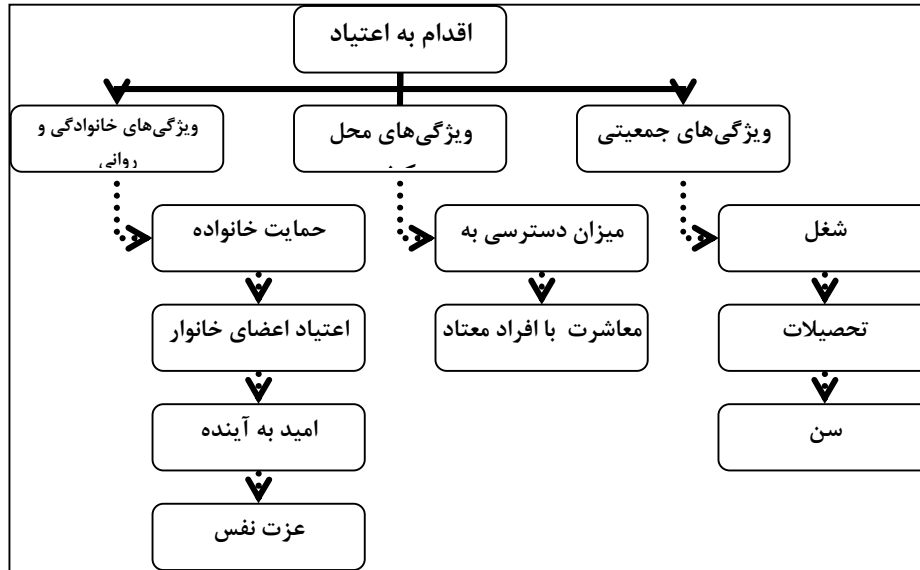 اقدام به اعتیاد
ویژگی‌های جمعیتی
ویژگی‌های محل
ویژگی‌های خانوادگی و
روانی
شغل
تحصیلات
سن
میزان دسترسی به
معاشرت با افراد معتاد
حمایت خانواده
اعتیاد اعضای خانوار
امید به آینده
عزت نفس